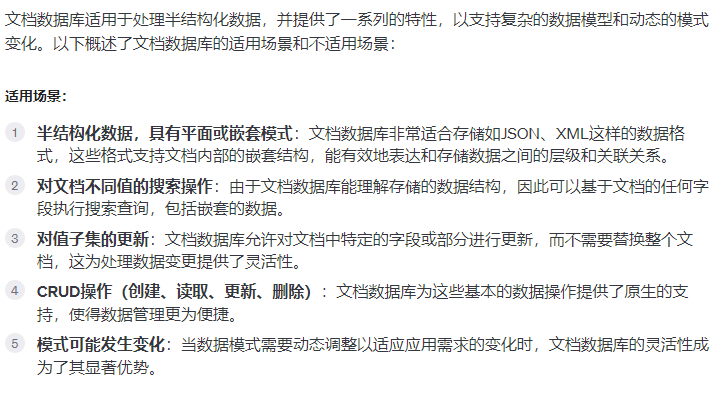 文档数据库适用于处理半结构化数据，并提供了一系列的特性，以支持复杂的数据模型和动态的模式
变化。以下概述了文档数据库的适用场景和不适用场景：
适用场景：
1 半结构化数据，具有平面或嵌套模式：文档数据库非常适合存储如JSON、XML这样的数据格
式，这些格式支持文档内部的嵌套结构，能有效地表达和存储数据之间的层级和关联关系。
2 对文档不同值的搜索操作：由于文档数据库能理解存储的数据结构，因此可以基于文档的任何字
段执行搜索查询，包括嵌套的数据。
3 对值子集的更新：文档数据库允许对文档中特定的字段或部分进行更新，而不需要替换整个文
档，这为处理数据变更提供了灵活性。
4 CRUD操作（创建、读取、更新、删除）：文档数据库为这些基本的数据操作提供了原生的支
持，使得数据管理更为便捷。
5 模式可能发生变化：当数据模式需要动态调整以适应应用需求的变化时，文档数据库的灵活性成
为了其显著优势。